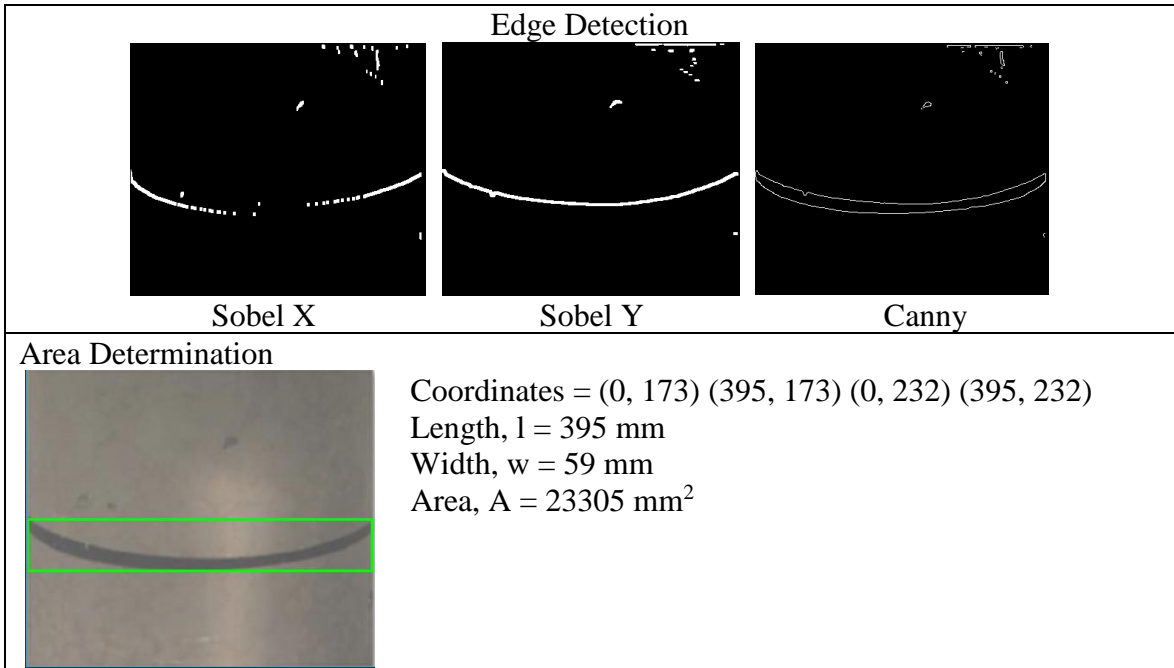 Edge Detection
Sobel X Sobel Y Canny
Area Determination
Coordinates = (0, 173) (395, 173) (0, 232) (395, 232)
Length, l = 395 mm
Width, w = 59 mm
Area, A = 23305 mm²